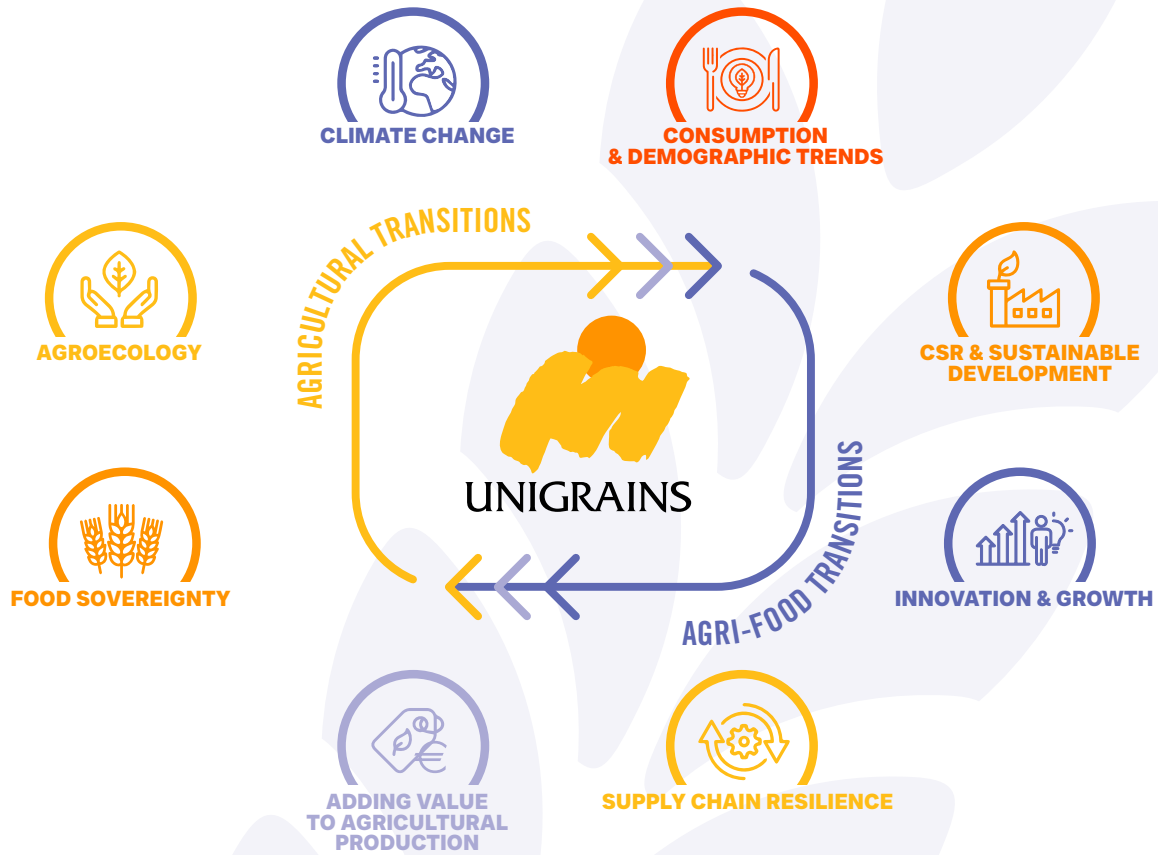 CLIMATE CHANGE
CONSUMPTION
& DEMOGRAPHIC TRENDS
AGRICULTURAL TRANSITIONS
AGROECOLOGY
CSR & SUSTAINABLE
DEVELOPMENT
UNIGRAINS
FOOD SOVEREIGNTY
INNOVATION & GROWTH
AGRI-FOOD TRANSITIONS
ADDING VALUE
TO AGRICULTURAL
PRODUCTION
SUPPLY CHAIN RESILIENCE